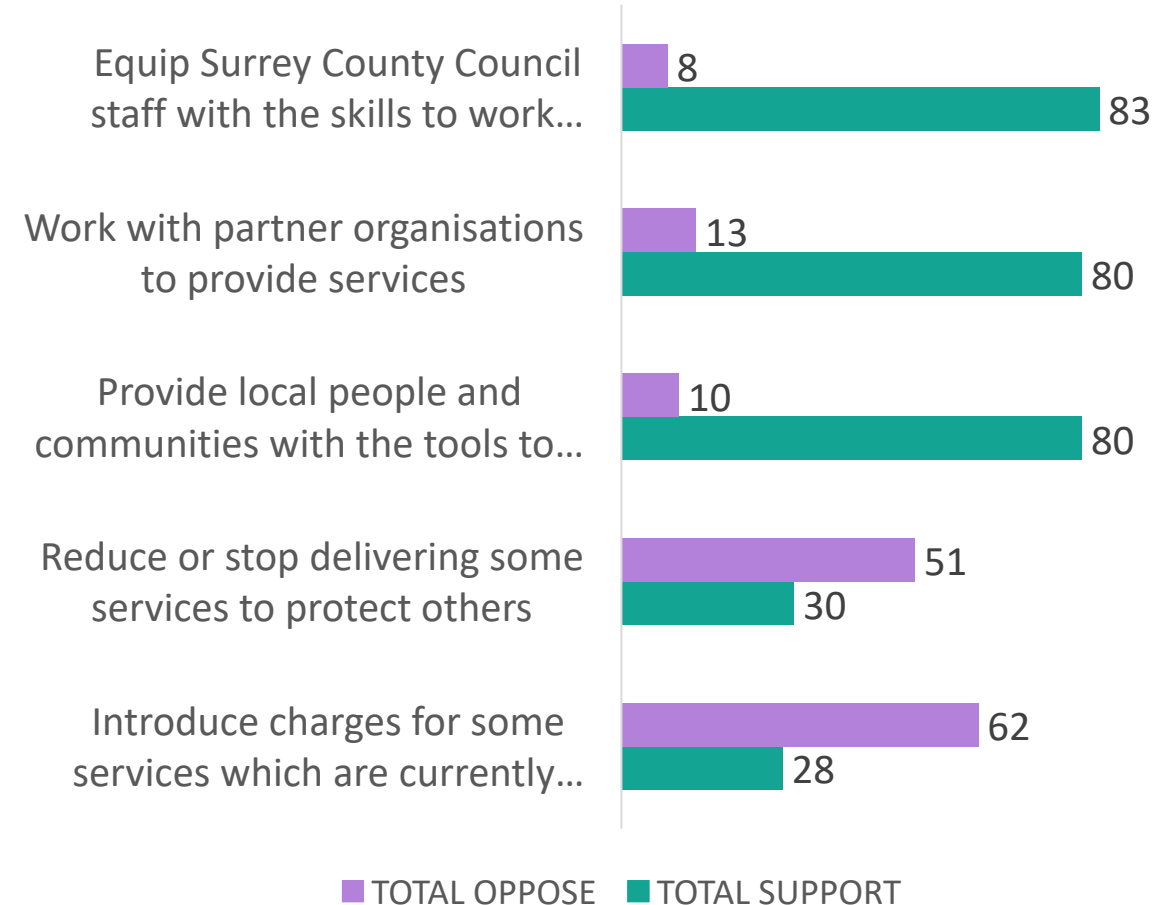 Equip Surrey County Council
staff with the skills to work...
8
83
Work with partner organisations
to provide services
13
80
Provide local people and
communities with the tools to...
10
80
Reduce or stop delivering some
services to protect others
51
30
Introduce charges for some
services which are currently...
62
28
TOTAL OPPOSE TOTAL SUPPORT